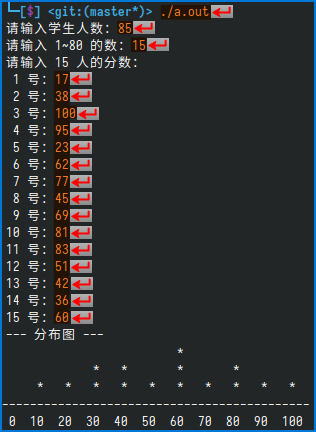 └─[$] <git:(master*)> ./a.out
请输入学生人数: 85
请输入 1~80 的数: 15
请输入 15 人的分数:
 1 号: 17
 2 号: 38
 3 号: 100
 4 号: 95
 5 号: 23
 6 号: 62
 7 号: 77
 8 号: 45
 9 号: 69
10 号: 81
11 号: 83
12 号: 51
13 号: 42
14 号: 36
15 号: 60
--- 分布图 ---
                         *
             *   *       *       *
     *   *   *   *   *   *   *   *   *   *
--------------------------------------------
 0  10  20  30  40  50  60  70  80  90  100